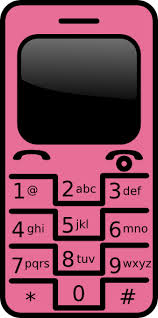 1@ 2abc 3def
4ghi 5jkl 6mno
7pqrs 8tuv 9wxyz
* 0 #